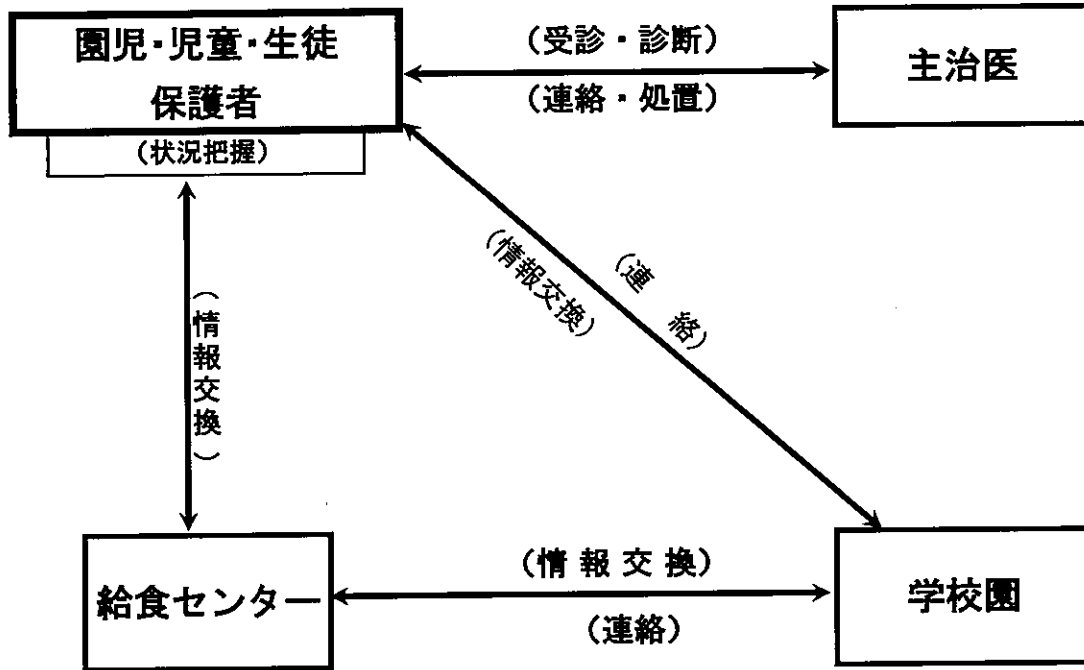 園児・児童・生徒
保護者
(状況把握)
(受診・診断)
(連絡・処置)
主治医
(情報交換)
(連絡)
(情報交換)
給食センター
(情報交換)
(連絡)
学校園